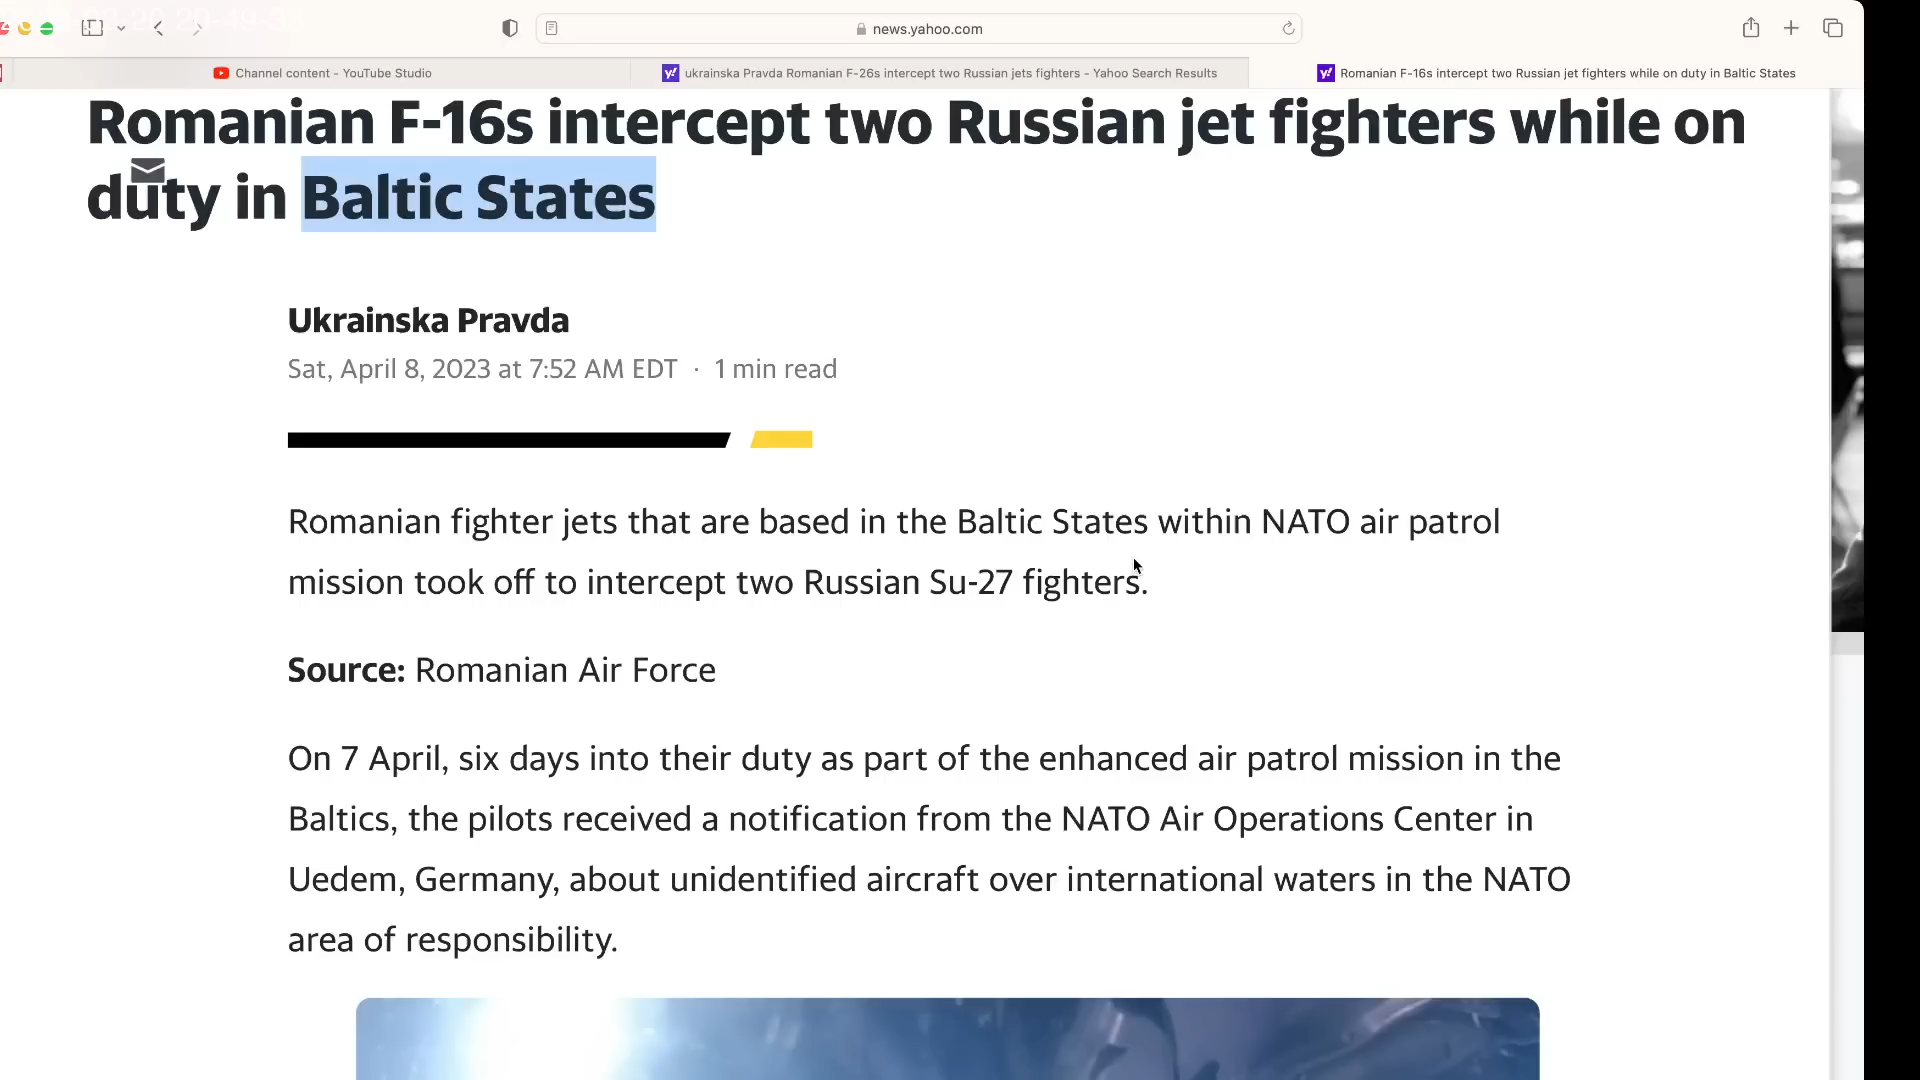 news.yahoo.com
Channel content - YouTube Studio
ukrainska Pravda Romanian F-26s intercept two Russian jets fighters - Yahoo Search Results
Romanian F-16s intercept two Russian jet fighters while on duty in Baltic States
Romanian F-16s intercept two Russian jet fighters while on
duty in Baltic States
Ukrainska Pravda
Sat, April 8, 2023 at 7:52 AM EDT · 1 min read
Romanian fighter jets that are based in the Baltic States within NATO air patrol
mission took off to intercept two Russian Su-27 fighters.
Source: Romanian Air Force
On 7 April, six days into their duty as part of the enhanced air patrol mission in the
Baltics, the pilots received a notification from the NATO Air Operations Center in
Uedem, Germany, about unidentified aircraft over international waters in the NATO
area of responsibility.